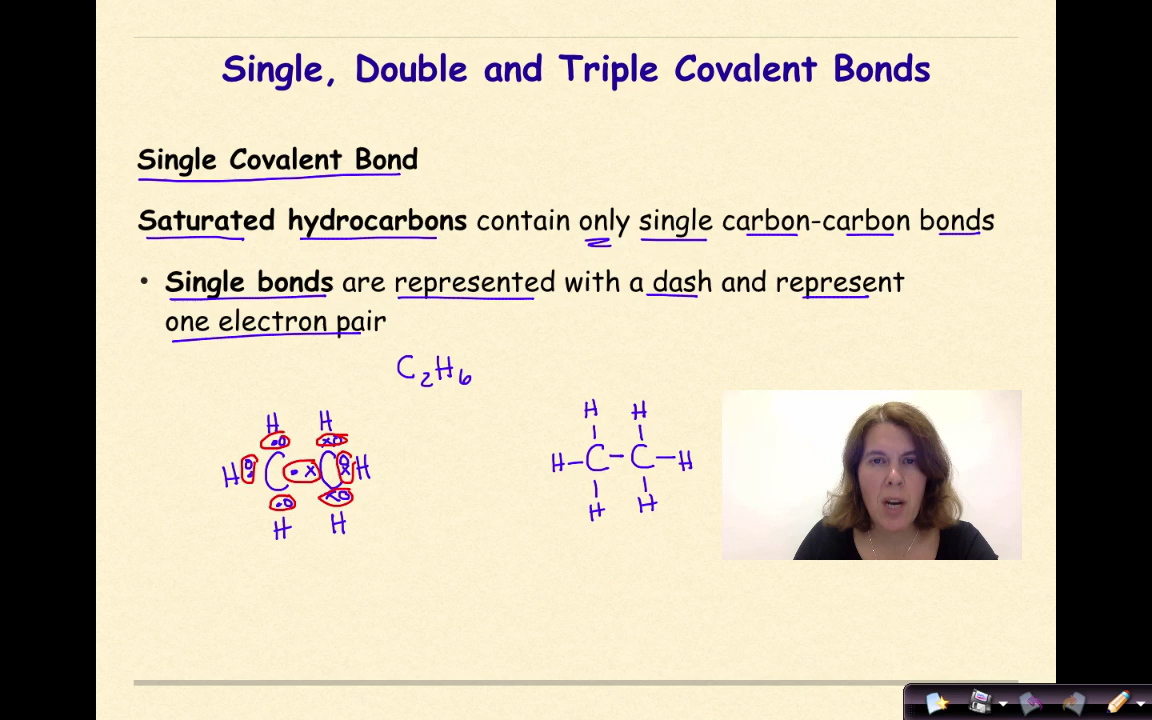 Single, Double and Triple Covalent Bonds
Single Covalent Bond
Saturated hydrocarbons contain only single carbon-carbon bonds
• Single bonds are represented with a dash and represent
one electron pair
C₂H₆
H H
H C • x C H
H H
H H
H–C–C–H
H H